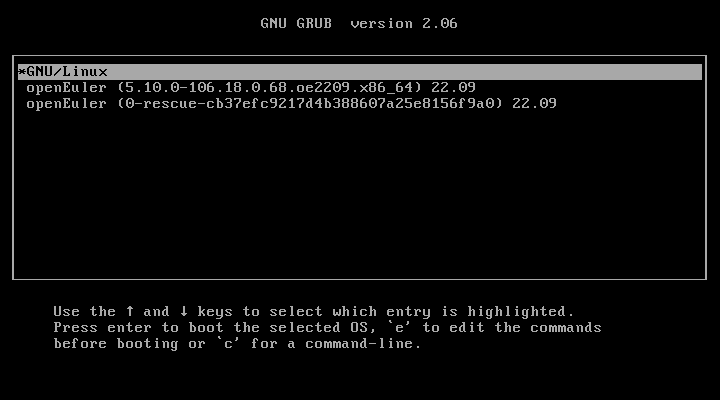 GNU GRUB  version 2.06
*GNU/Linux
openEuler (5.10.0-106.18.0.68.oe2209.x86_64) 22.09
openEuler (0-rescue-cb37efc9217d4b388607a25e8156f9a0) 22.09
Use the ↑ and ↓ keys to select which entry is highlighted.
Press enter to boot the selected OS, `e' to edit the commands
before booting or `c' for a command-line.